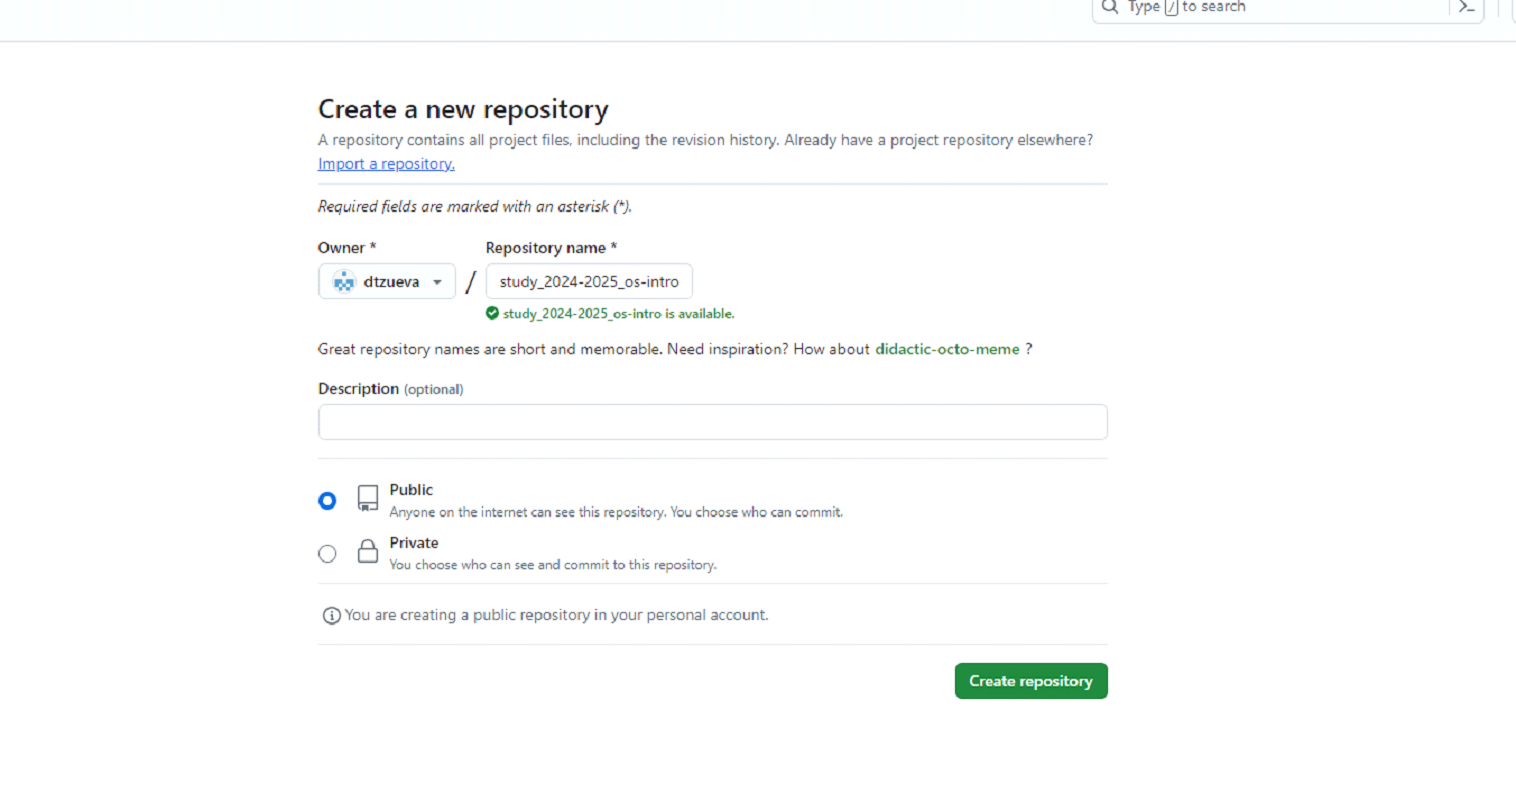 Type / to search
Create a new repository
A repository contains all project files, including the revision history. Already have a project repository elsewhere?
Import a repository.
Required fields are marked with an asterisk (*).
Owner * Repository name *
dtzueva / study_2024-2025_os-intro
study_2024-2025_os-intro is available.
Great repository names are short and memorable. Need inspiration? How about didactic-octo-meme ?
Description (optional)
Public
Anyone on the internet can see this repository. You choose who can commit.
Private
You choose who can see and commit to this repository.
You are creating a public repository in your personal account.
Create repository